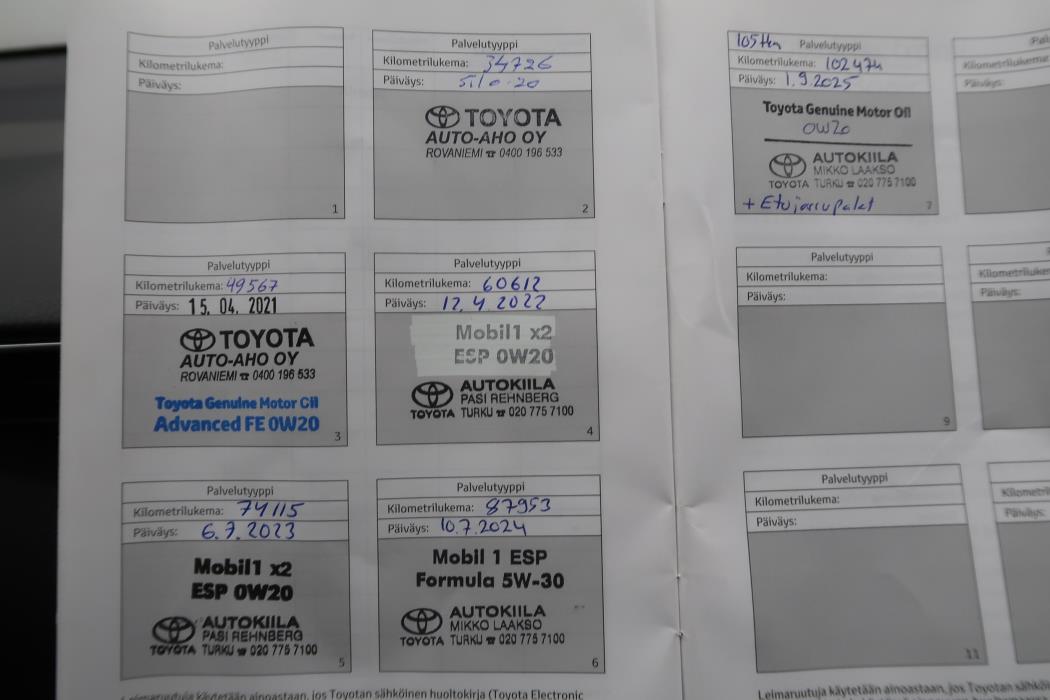 Palvelutyyppi
Kilometrilukema:
Päiväys:
1
Palvelutyyppi
Kilometrilukema: 34726
Päiväys:
TOYOTA
AUTO-AHO OY
ROVANIEMI ☎ 0400 196 533
2
Palvelutyyppi
Kilometrilukema: 49567
Päiväys: 15. 04. 2021
TOYOTA
AUTO-AHO OY
ROVANIEMI ☎ 0400 196 533
Toyota Genuine Motor Oil
Advanced FE 0W20
3
Palvelutyyppi
Kilometrilukema: 60612
Päiväys: 12.4.2022
Mobil1 x2
ESP 0W20
AUTOKIILA
PASI REHNBERG
TOYOTA TURKU ☎ 020 775 7100
4
Palvelutyyppi
Kilometrilukema: 74115
Päiväys: 6.7.2023
Mobil1 x2
ESP 0W20
AUTOKIILA
PASI REHNBERG
TOYOTA TURKU ☎ 020 775 7100
5
Palvelutyyppi
Kilometrilukema: 87953
Päiväys: 10.7.2024
Mobil 1 ESP
Formula 5W-30
AUTOKIILA
MIKKO LAAKSO
TOYOTA TURKU ☎ 020 775 7100
6
Leimaruutuja käytetään ainoastaan, jos Toyotan sähköinen huoltokirja (Toyota Electronic
105tkm Palvelutyyppi
Kilometrilukema: 102474
Päiväys: 1.9.2025
Toyota Genuine Motor Oil
0W20
AUTOKIILA
MIKKO LAAKSO
TOYOTA TURKU ☎ 020 775 7100
+ Etujarrupalat
7
Kilometrilukema:
Päiväys:
Palvelutyyppi
Kilometrilukema:
Päiväys:
9
Kilometrilukema:
Päiväys:
Palvelutyyppi
Kilometrilukema:
Päiväys:
11
Päiväys:
Leimaruutuja käytetään ainoastaan, jos Toyotan sähköinen